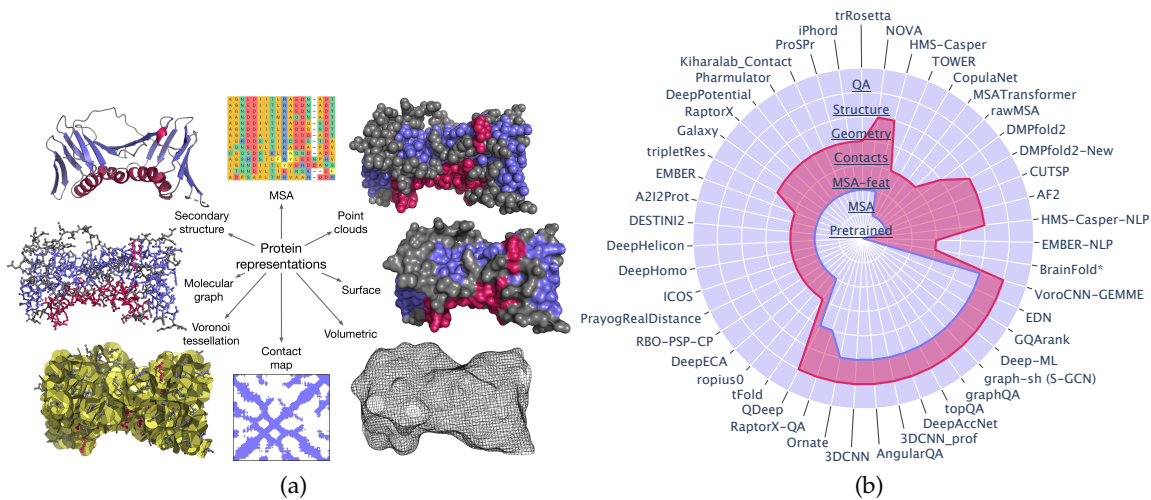 MSA
Secondary
structure
Point
clouds
Protein
representations
Molecular
graph
Surface
Voronoi
tessellation
Volumetric
Contact
map
(a)
trRosetta
iPhord
NOVA
ProSPr
HMS-Casper
Kiharalab_Contact
TOWER
Pharmulator
CopulaNet
DeepPotential
MSATransformer
RaptorX
rawMSA
Galaxy
DMPfold2
tripletRes
DMPfold2-New
EMBER
CUTSP
A2I2Prot
AF2
DESTINI2
HMS-Casper-NLP
DeepHelicon
EMBER-NLP
DeepHomo
BrainFold*
ICOS
VoroCNN-GEMME
PrayogRealDistance
EDN
RBO-PSP-CP
GQArank
DeepECA
Deep-ML
ropius0
graph-sh (S-GCN)
tFold
graphQA
QDeep
topQA
RaptorX-QA
DeepAccNet
Ornate
3DCNN_prof
3DCNN
AngularQA
QA
Structure
Geometry
Contacts
MSA-feat
MSA
Pretrained
(b)